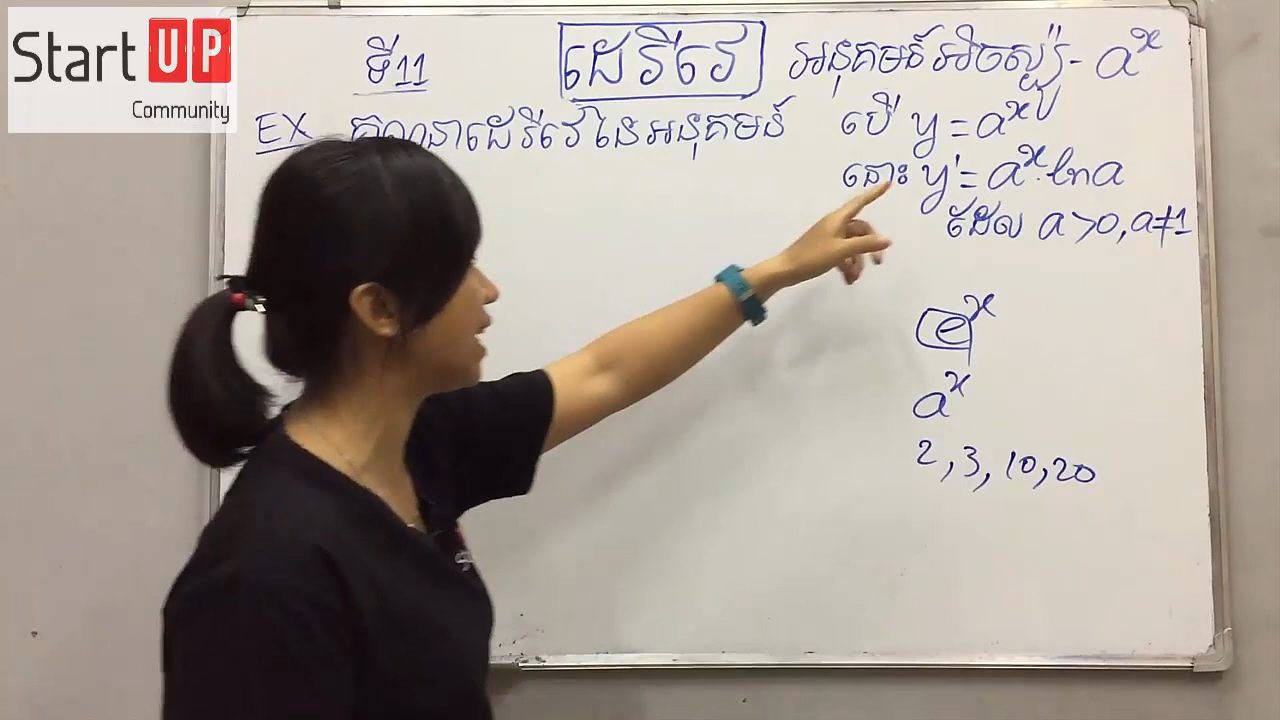 StartUP
Community
ទី11 ដេរីវេ អនុគមន៍អិចស្ប៉ូ- aˣ
EX គណនាដេរីវេនៃអនុគមន៍
បើ y = aˣ
នោះ y' = aˣ·lna
ដែល a>0, a≠1
eˣ
aˣ
2, 3, 10, 20